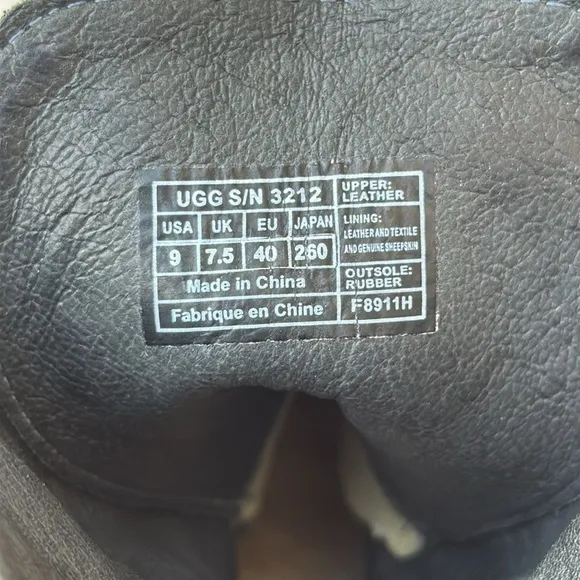 UGG S/N 3212
USA UK EU JAPAN
9 7.5 40 260
Made in China
Fabrique en Chine
UPPER:
LEATHER
LINING:
LEATHER AND TEXTILE
AND GENUINE SHEEPSKIN
OUTSOLE:
RUBBER
F8911H